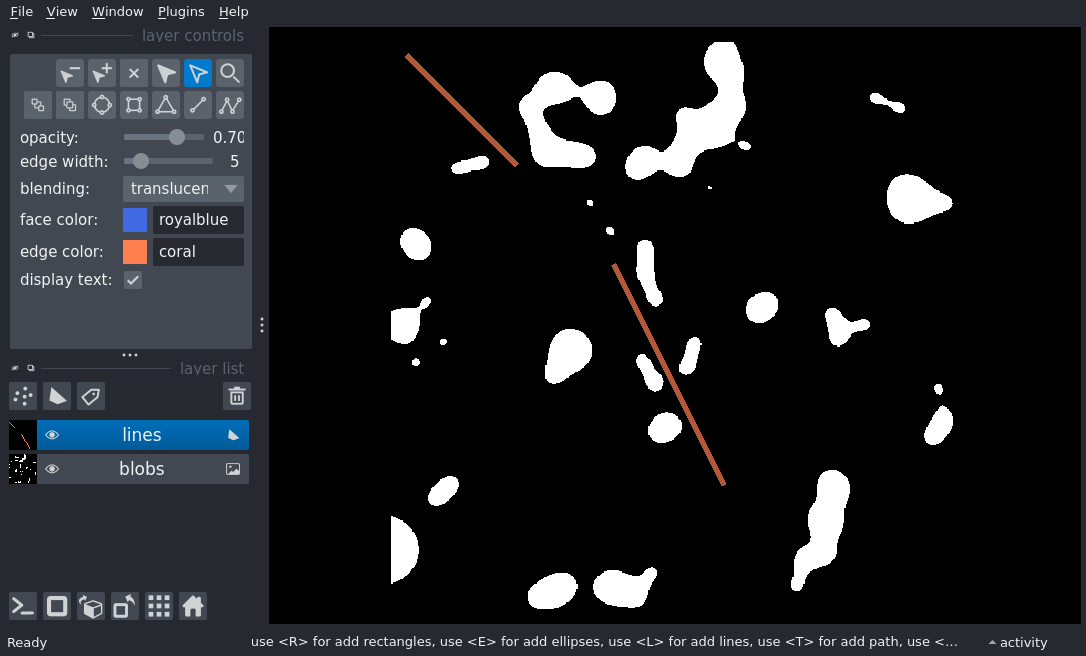 File View Window Plugins Help
layer controls
opacity: 0.70
edge width: 5
blending: translucen
face color: royalblue
edge color: coral
display text:
layer list
lines
blobs
Ready use <R> for add rectangles, use <E> for add ellipses, use <L> for add lines, use <T> for add path, use <... activity